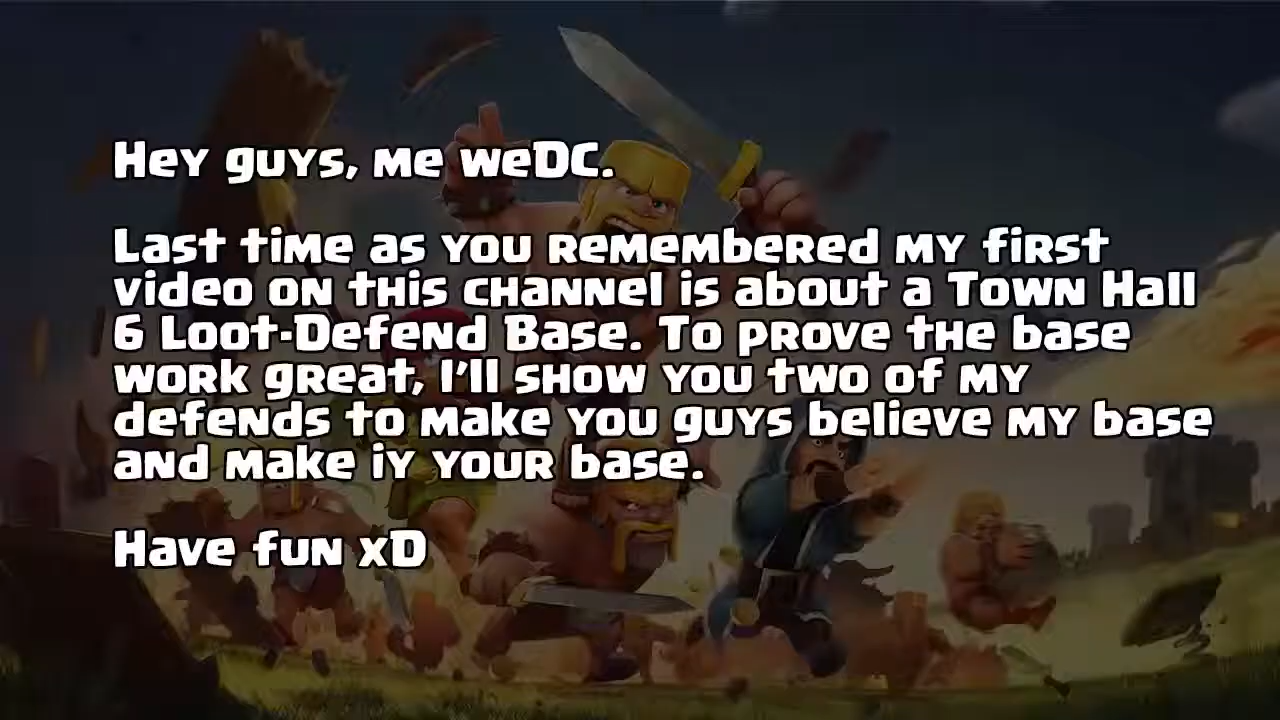 Hey guys, me weDC.
Last time as you remembered my first
video on this channel is about a Town Hall
6 Loot-Defend Base. To prove the base
work great, I'll show you two of my
defends to make you guys believe my base
and make iy your base.
Have fun xD